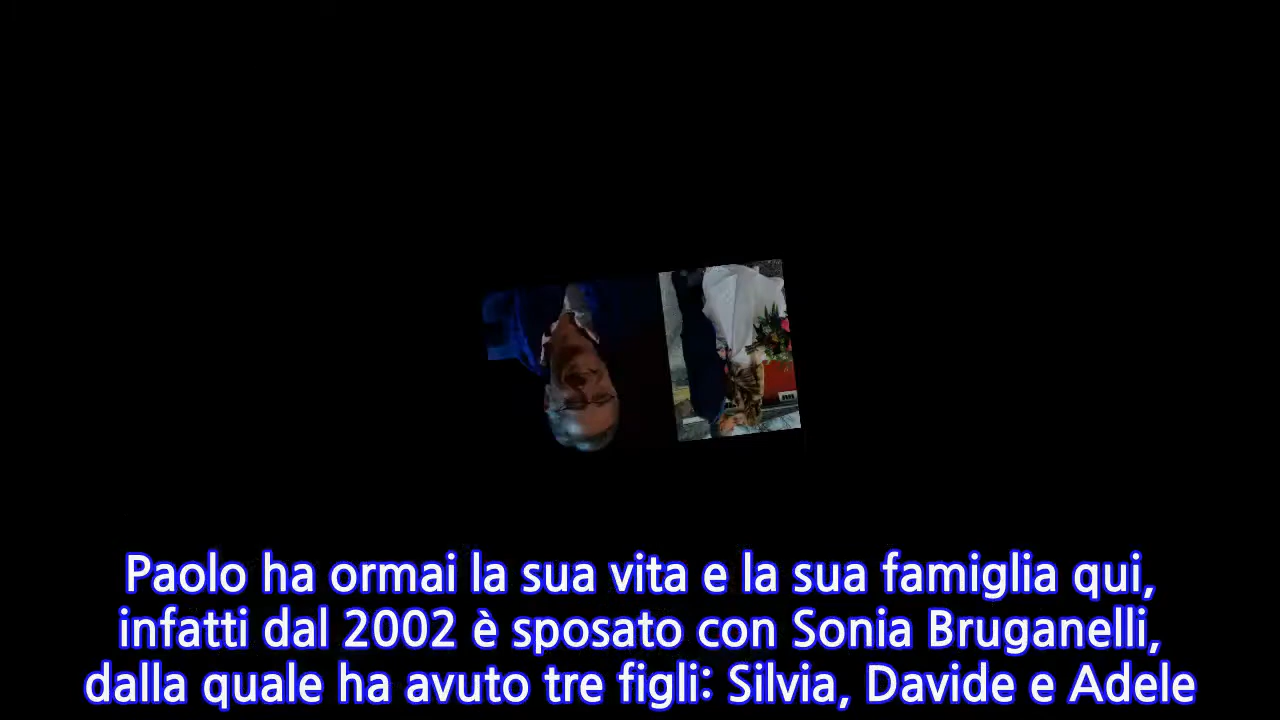 Paolo ha ormai la sua vita e la sua famiglia qui,
infatti dal 2002 è sposato con Sonia Bruganelli,
dalla quale ha avuto tre figli: Silvia, Davide e Adele